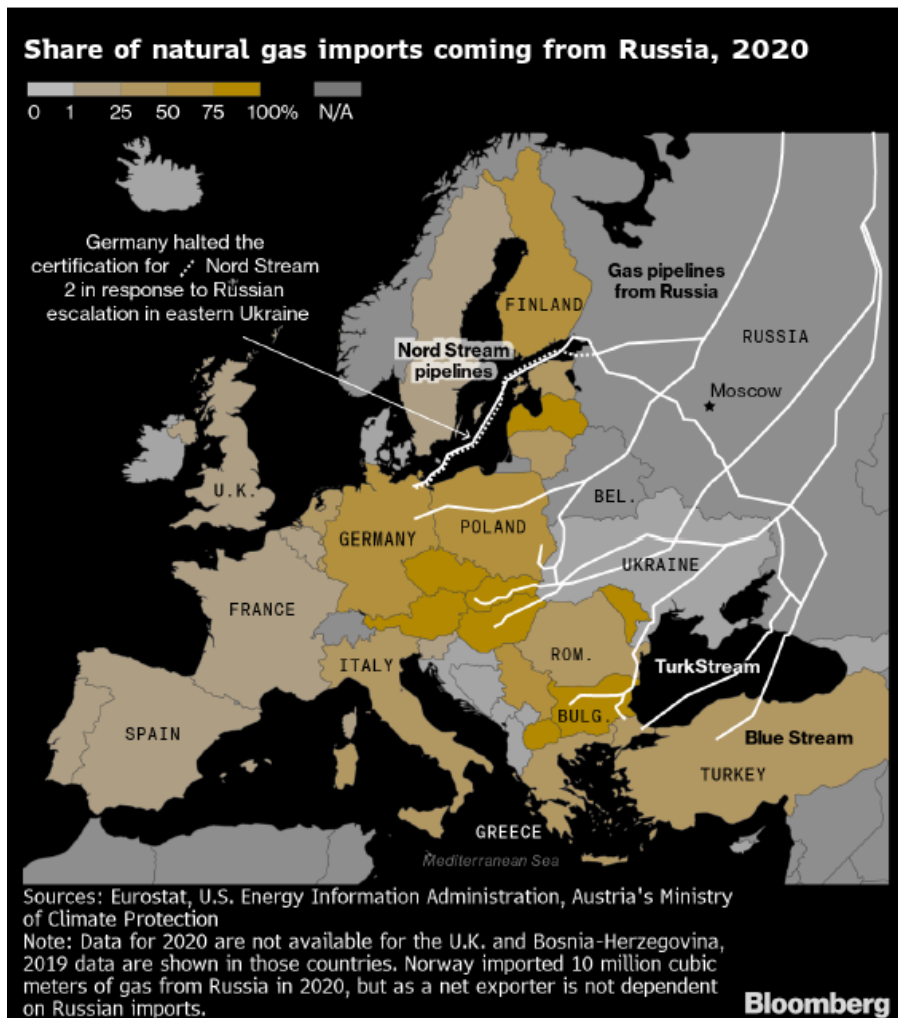 Share of natural gas imports coming from Russia, 2020
0 1 25 50 75 100% N/A
Germany halted the
certification for Nord Stream
2 in response to Russian
escalation in eastern Ukraine
Gas pipelines
from Russia
FINLAND
RUSSIA
Nord Stream
pipelines
Moscow
U.K.
BEL.
GERMANY
POLAND
UKRAINE
FRANCE
ITALY
ROM.
TurkStream
SPAIN
BULG.
Blue Stream
TURKEY
GREECE
Mediterranean Sea
Sources: Eurostat, U.S. Energy Information Administration, Austria's Ministry
of Climate Protection
Note: Data for 2020 are not available for the U.K. and Bosnia-Herzegovina,
2019 data are shown in those countries. Norway imported 10 million cubic
meters of gas from Russia in 2020, but as a net exporter is not dependent
on Russian imports.
Bloomberg